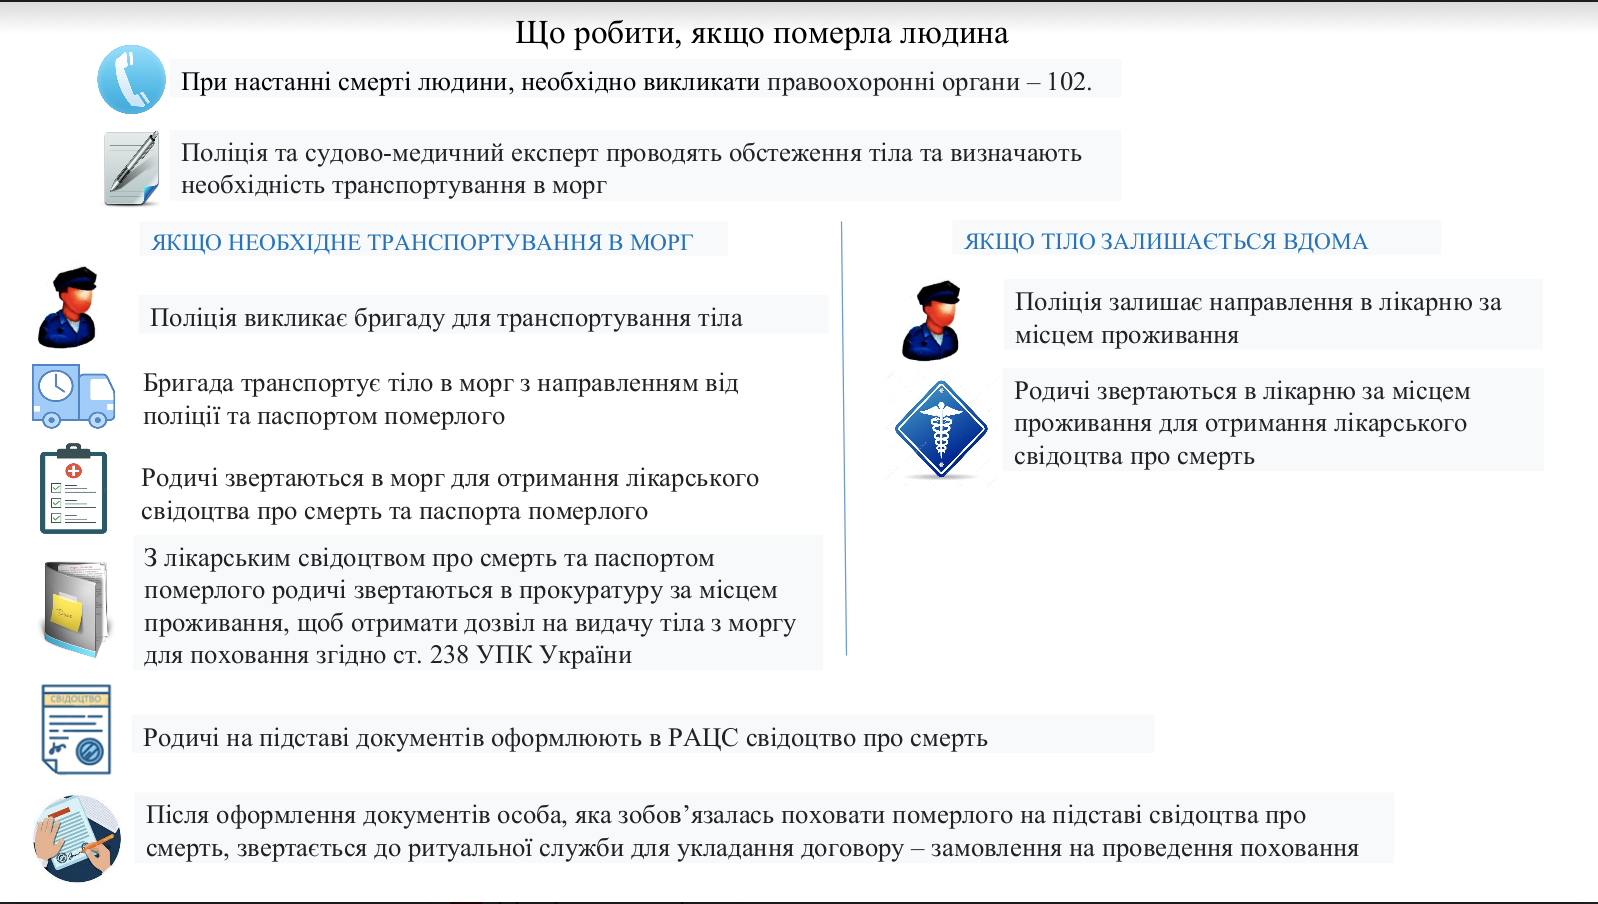 Що робити, якщо померла людина
При настанні смерті людини, необхідно викликати правоохоронні органи – 102.
Поліція та судово-медичний експерт проводять обстеження тіла та визначають
необхідність транспортування в морг
ЯКЩО НЕОБХІДНЕ ТРАНСПОРТУВАННЯ В МОРГ
Поліція викликає бригаду для транспортування тіла
Бригада транспортує тіло в морг з направленням від
поліції та паспортом померлого
Родичі звертаються в морг для отримання лікарського
свідоцтва про смерть та паспорта померлого
З лікарським свідоцтвом про смерть та паспортом
померлого родичі звертаються в прокуратуру за місцем
проживання, щоб отримати дозвіл на видачу тіла з моргу
для поховання згідно ст. 238 УПК України
ЯКЩО ТІЛО ЗАЛИШАЄТЬСЯ ВДОМА
Поліція залишає направлення в лікарню за
місцем проживання
Родичі звертаються в лікарню за місцем
проживання для отримання лікарського
свідоцтва про смерть
СВІДОЦТВО
Родичі на підставі документів оформлюють в РАЦС свідоцтво про смерть
Після оформлення документів особа, яка зобов’язалась поховати померлого на підставі свідоцтва про
смерть, звертається до ритуальної служби для укладання договору – замовлення на проведення поховання